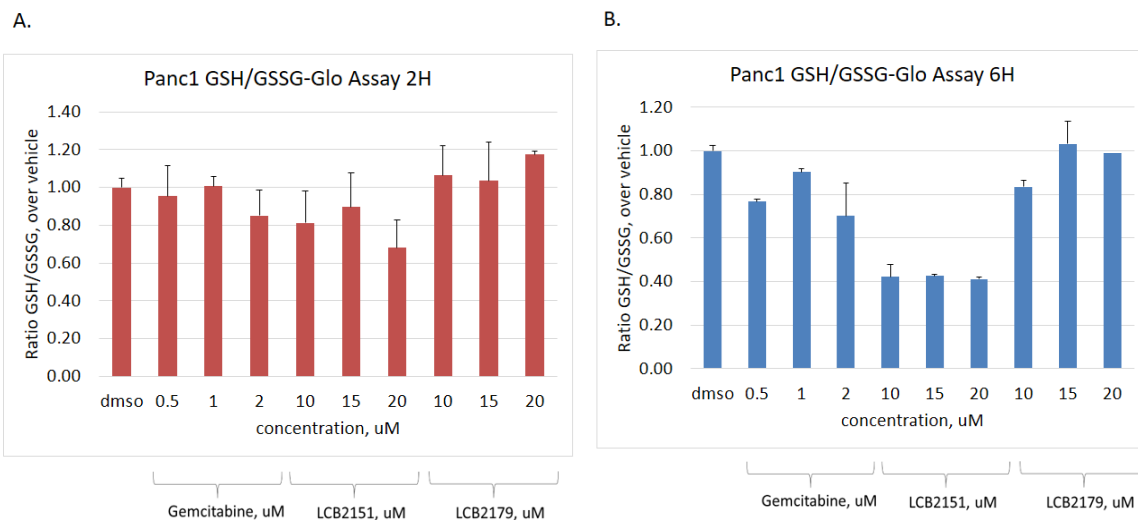 A.
Panc1 GSH/GSSG-Glo Assay 2H
Ratio GSH/GSSG, over vehicle
1.40
1.20
1.00
0.80
0.60
0.40
0.20
0.00
dmso 0.5 1 2 10 15 20 10 15 20
concentration, uM
Gemcitabine, uM LCB2151, uM LCB2179, uM
B.
Panc1 GSH/GSSG-Glo Assay 6H
Ratio GSH/GSSG, over vehicle
1.20
1.00
0.80
0.60
0.40
0.20
0.00
dmso 0.5 1 2 10 15 20 10 15 20
concentration, uM
Gemcitabine, uM LCB2151, uM LCB2179, uM